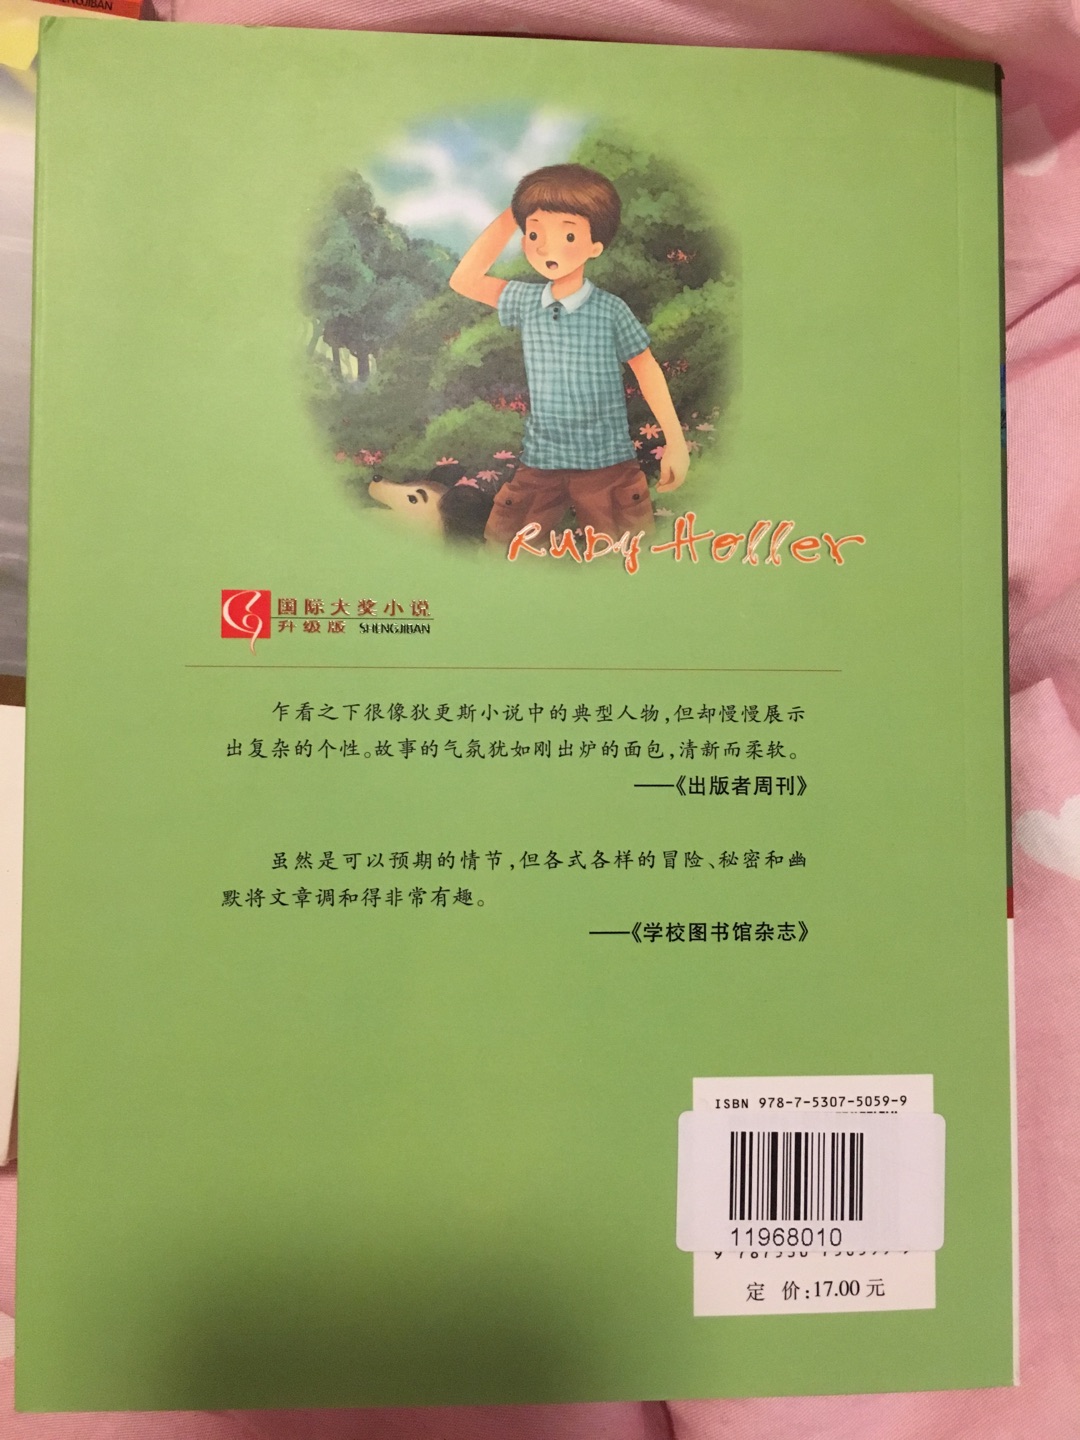 Ruby Holler
国际大奖小说
升级版 SHENGJIBAN
乍看之下很像狄更斯小说中的典型人物,但却慢慢展示
出复杂的个性。故事的气氛犹如刚出炉的面包,清新而柔软。
——《出版者周刊》
虽然是可以预期的情节,但各式各样的冒险、秘密和幽
默将文章调和得非常有趣。
——《学校图书馆杂志》
ISBN 978-7-5307-5059-9
11968010
定 价:17.00 元